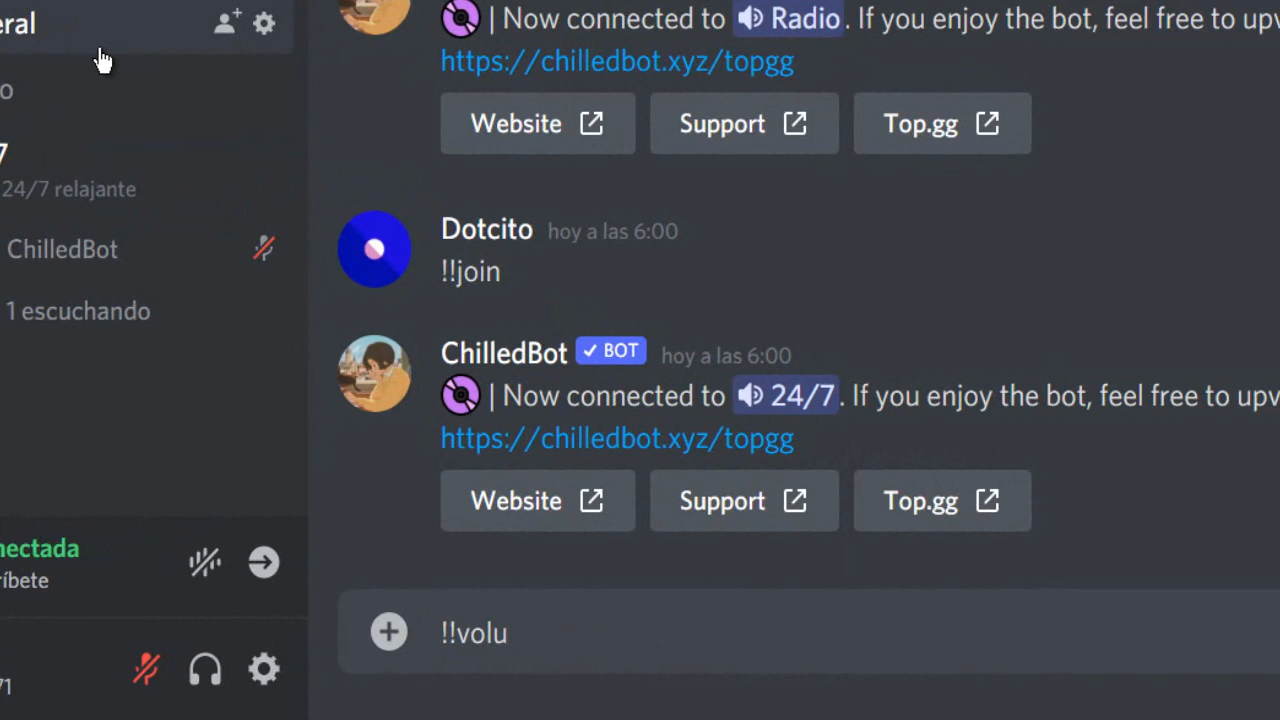 eral
o
7
24/7 relajante
ChilledBot
1 escuchando
nectada
ríbete
71
| Now connected to Radio. If you enjoy the bot, feel free to upv
https://chilledbot.xyz/topgg
Website Support Top.gg
Dotcito hoy a las 6:00
!!join
ChilledBot BOT hoy a las 6:00
| Now connected to 24/7. If you enjoy the bot, feel free to upv
https://chilledbot.xyz/topgg
Website Support Top.gg
!!volu